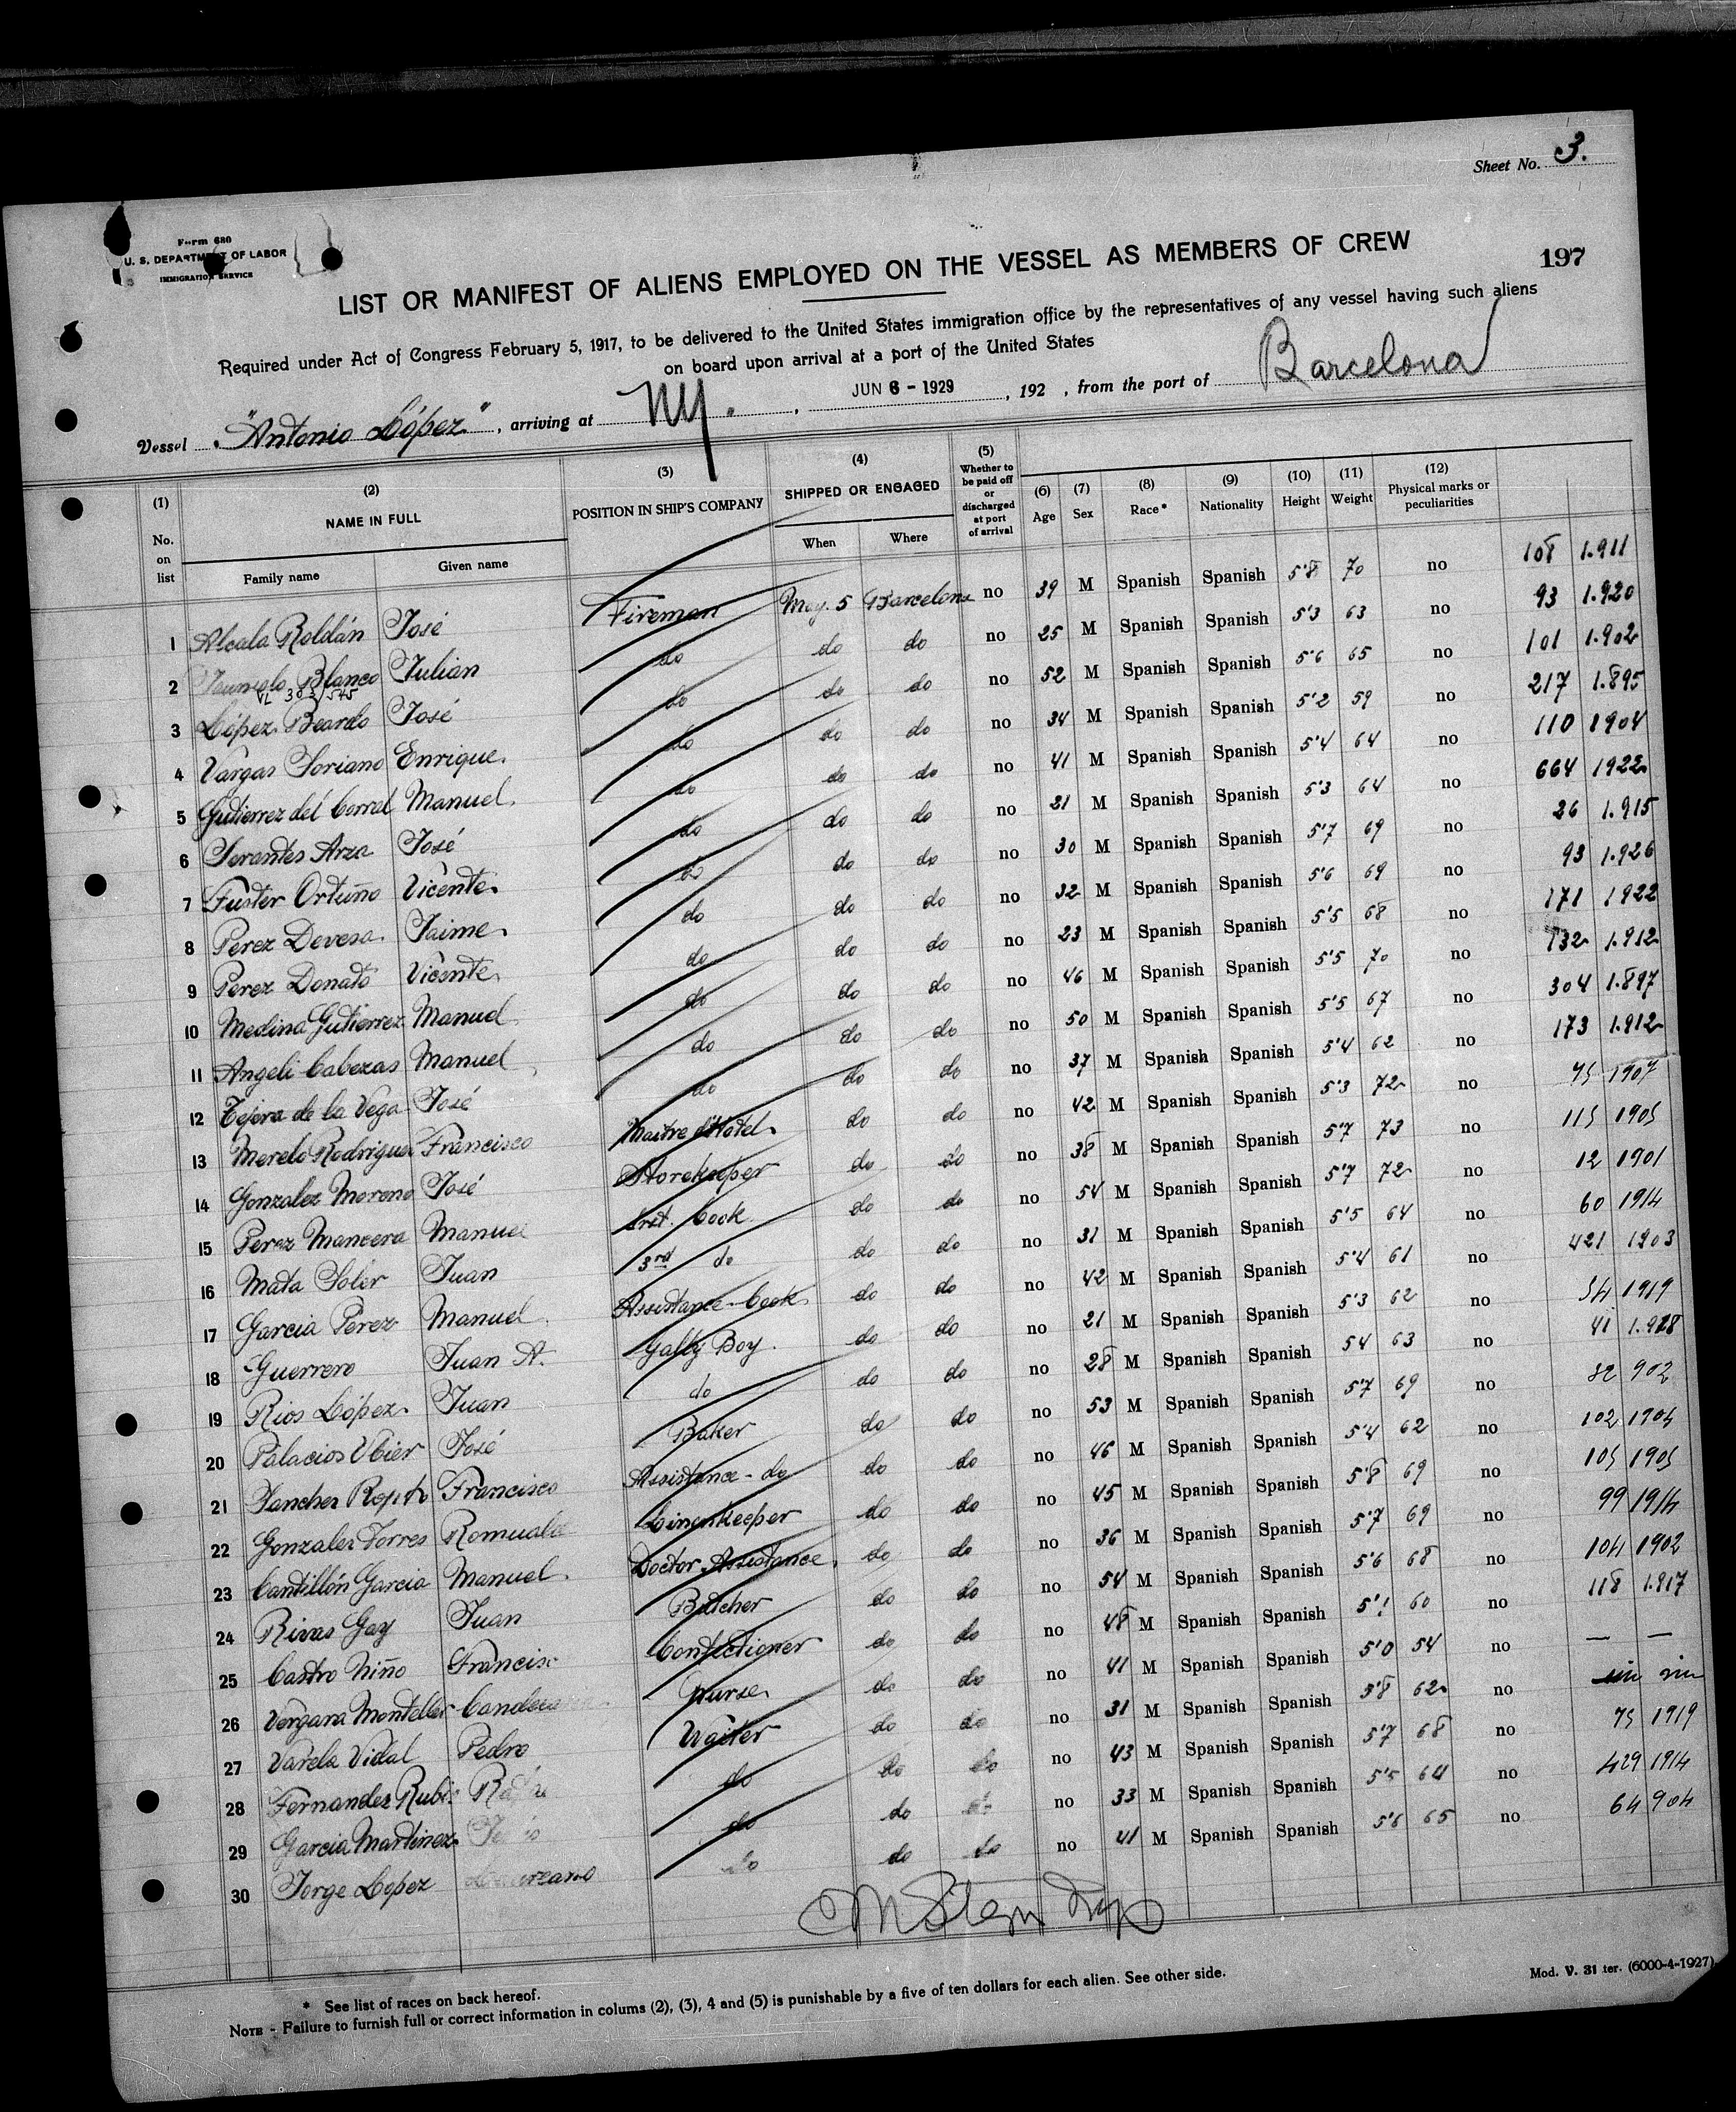 Sheet No. 3.
Form 680
U. S. DEPARTMENT OF LABOR
IMMIGRATION SERVICE
197
LIST OR MANIFEST OF ALIENS EMPLOYED ON THE VESSEL AS MEMBERS OF CREW
Required under Act of Congress February 5, 1917, to be delivered to the United States immigration office by the representatives of any vessel having such aliens
on board upon arrival at a port of the United States
Vessel "Antonio López", arriving at NY., JUN 6 - 1929, 192 , from the port of Barcelona
(1) No. on list (2) NAME IN FULL Family name Given name (3) POSITION IN SHIP'S COMPANY (4) SHIPPED OR ENGAGED When Where (5) Whether to be paid off or discharged at port of arrival (6) Age (7) Sex (8) Race* (9) Nationality (10) Height (11) Weight (12) Physical marks or peculiarities
1 Alcala Roldán José Fireman May. 5 Barcelona no 39 M Spanish Spanish 5'8 70 no 108 1.911
2 Blanco Julian do do do no 25 M Spanish Spanish 5'3 63 no 93 1.920
VL 303/545
3 López Beardo José do do do no 52 M Spanish Spanish 5'6 65 no 101 1.902
4 Vargas Soriano Enrique. do do do no 34 M Spanish Spanish 5'2 59 no 217 1.895
5 Gutierrez del Corral Manuel. do do do no 41 M Spanish Spanish 5'4 64 no 110 1904
6 Serantes Arza José do do do no 21 M Spanish Spanish 5'3 64 no 664 1922
7 Fuster Ortuño Vicente. do do do no 30 M Spanish Spanish 5'7 69 no 26 1.915
8 Perez Devesa. Jaime. do do do no 32 M Spanish Spanish 5'6 69 no 93 1.926
9 Perez Donato Vicente. do do do no 23 M Spanish Spanish 5'5 68 no 171 1922
10 Medina Gutierrez Manuel do do do no 46 M Spanish Spanish 5'5 70 no 132 1.912
11 Angeli Cabezas Manuel do do do no 50 M Spanish Spanish 5'5 67 no 304 1.897
12 Tejera de la Vega José do do do no 37 M Spanish Spanish 5'4 62 no 173 1.912
13 Merelo Rodriguez Francisco Maitre d'Hotel. do do no 42 M Spanish Spanish 5'3 72 no 75 1907
14 Gonzalez Moreno José Storekeeper do do no 38 M Spanish Spanish 5'7 73 no 115 1905
15 Perez Mancera Manuel Cook do do no 54 M Spanish Spanish 5'7 72 no 12 1901
16 Mata Soler Juan 3rd do do do no 31 M Spanish Spanish 5'5 64 no 60 1914
17 Garcia Perez Manuel. Assistance-Cook do do no 42 M Spanish Spanish 5'4 61 no 421 1903
18 Guerrero Juan A. Gally Boy. do do no 21 M Spanish Spanish 5'3 62 no 54 1919
19 Rios López. Juan do do do no 28 M Spanish Spanish 54 63 no 41 1.928
20 Palacios José Baker do do no 53 M Spanish Spanish 5'7 69 no 32 902
21 Sanchez Francisco Assistance - do do do no 46 M Spanish Spanish 5'4 62 no 102 1904
22 Gonzalez Torres Linenkeeper do do no 45 M Spanish Spanish 5'8 69 no 105 1905
23 Cantillón Garcia Manuel. Doctor Assistance. do do no 36 M Spanish Spanish 5'7 69 no 99 1914
24 Rivas Gay Juan Butcher do do no 54 M Spanish Spanish 5'6 68 no 104 1902
25 Castro Niño Confectioner do do no 48 M Spanish Spanish 5'1 60 no 118 1.917
26 Vergara Nurse. do do no 41 M Spanish Spanish 5'0 54 no — —
27 Varela Vidal Pedro Waiter do do no 31 M Spanish Spanish 5'8 62 no
28 Fernandez do do do no 43 M Spanish Spanish 5'7 68 no 75 1919
29 Garcia Martinez do do do no 33 M Spanish Spanish 5'5 64 no 429 1914
30 Jorge Lopez do do do no 41 M Spanish Spanish 5'6 65 no 64 904
* See list of races on back hereof.
NOTE - Failure to furnish full or correct information in colums (2), (3), 4 and (5) is punishable by a five of ten dollars for each alien. See other side.
Mod. V. 31 ter. (6000-4-1927)